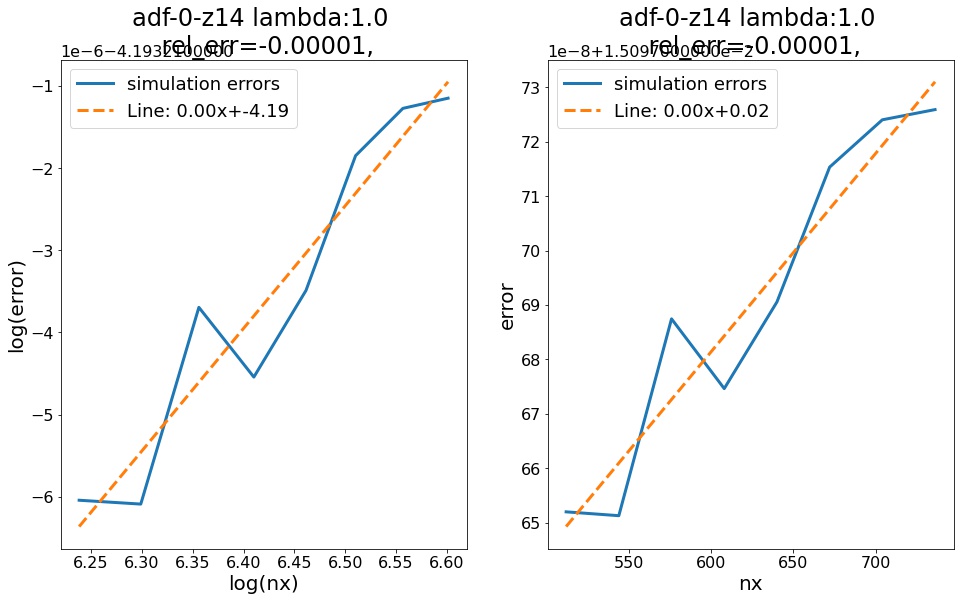 adf-0-z14 lambda:1.0
rel_err=-0.00001,
1e−6−4.1932100000
simulation errors
Line: 0.00x+-4.19
−1
−2
−3
−4
−5
−6
log(error)
6.25
6.30
6.35
6.40
6.45
6.50
6.55
6.60
log(nx)
adf-0-z14 lambda:1.0
rel_err=-0.00001,
1e−8+1.5097000000e−2
simulation errors
Line: 0.00x+0.02
73
72
71
70
69
68
67
66
65
error
550
600
650
700
nx